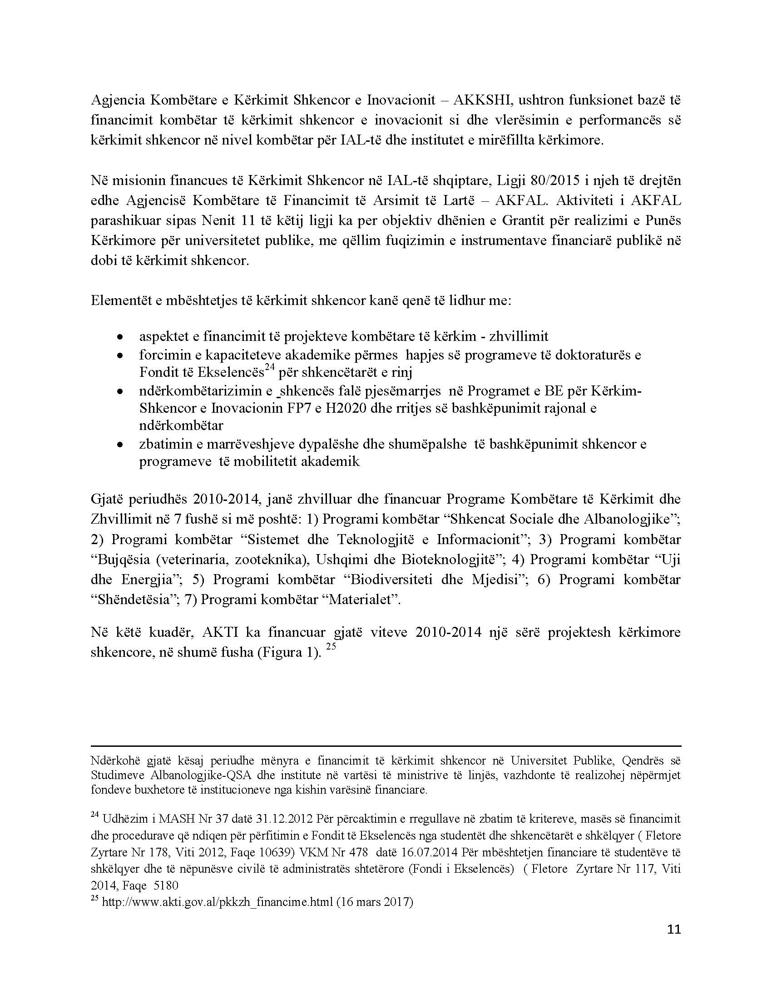 Agjencia Kombëtare e Kërkimit Shkencor e Inovacionit – AKKSHI, ushtron funksionet bazë të
financimit kombëtar të kërkimit shkencor e inovacionit si dhe vlerësimin e performancës së
kërkimit shkencor në nivel kombëtar për IAL-të dhe institutet e mirëfillta kërkimore.
Në misionin financues të Kërkimit Shkencor në IAL-të shqiptare, Ligji 80/2015 i njeh të drejtën
edhe Agjencisë Kombëtare të Financimit të Arsimit të Lartë – AKFAL. Aktiviteti i AKFAL
parashikuar sipas Nenit 11 të këtij ligji ka per objektiv dhënien e Grantit për realizimi e Punës
Kërkimore për universitetet publike, me qëllim fuqizimin e instrumentave financiarë publikë në
dobi të kërkimit shkencor.
Elementët e mbështetjes të kërkimit shkencor kanë qenë të lidhur me:
• aspektet e financimit të projekteve kombëtare të kërkim - zhvillimit
• forcimin e kapaciteteve akademike përmes hapjes së programeve të doktoraturës e
Fondit të Ekselencës24 për shkencëtarët e rinj
• ndërkombëtarizimin e shkencës falë pjesëmarrjes në Programet e BE për Kërkim-
Shkencor e Inovacionin FP7 e H2020 dhe rritjes së bashkëpunimit rajonal e
ndërkombëtar
• zbatimin e marrëveshjeve dypalëshe dhe shumëpalshe të bashkëpunimit shkencor e
programeve të mobilitetit akademik
Gjatë periudhës 2010-2014, janë zhvilluar dhe financuar Programe Kombëtare të Kërkimit dhe
Zhvillimit në 7 fushë si më poshtë: 1) Programi kombëtar “Shkencat Sociale dhe Albanologjike”;
2) Programi kombëtar “Sistemet dhe Teknologjitë e Informacionit”; 3) Programi kombëtar
“Bujqësia (veterinaria, zooteknika), Ushqimi dhe Bioteknologjitë”; 4) Programi kombëtar “Uji
dhe Energjia”; 5) Programi kombëtar “Biodiversiteti dhe Mjedisi”; 6) Programi kombëtar
“Shëndetësia”; 7) Programi kombëtar “Materialet”.
Në këtë kuadër, AKTI ka financuar gjatë viteve 2010-2014 një sërë projektesh kërkimore
shkencore, në shumë fusha (Figura 1). 25
Ndërkohë gjatë kësaj periudhe mënyra e financimit të kërkimit shkencor në Universitet Publike, Qendrës së
Studimeve Albanologjike-QSA dhe institute në vartësi të ministrive të linjës, vazhdonte të realizohej nëpërmjet
fondeve buxhetore të institucioneve nga kishin varësinë financiare.
24 Udhëzim i MASH Nr 37 datë 31.12.2012 Për përcaktimin e rregullave në zbatim të kritereve, masës së financimit
dhe procedurave që ndiqen për përfitimin e Fondit të Ekselencës nga studentët dhe shkencëtarët e shkëlqyer ( Fletore
Zyrtare Nr 178, Viti 2012, Faqe 10639) VKM Nr 478 datë 16.07.2014 Për mbështetjen financiare të studentëve të
shkëlqyer dhe të nëpunësve civilë të administratës shtetërore (Fondi i Ekselencës) ( Fletore Zyrtare Nr 117, Viti
2014, Faqe 5180
25 http://www.akti.gov.al/pkkzh_financime.html (16 mars 2017)
11